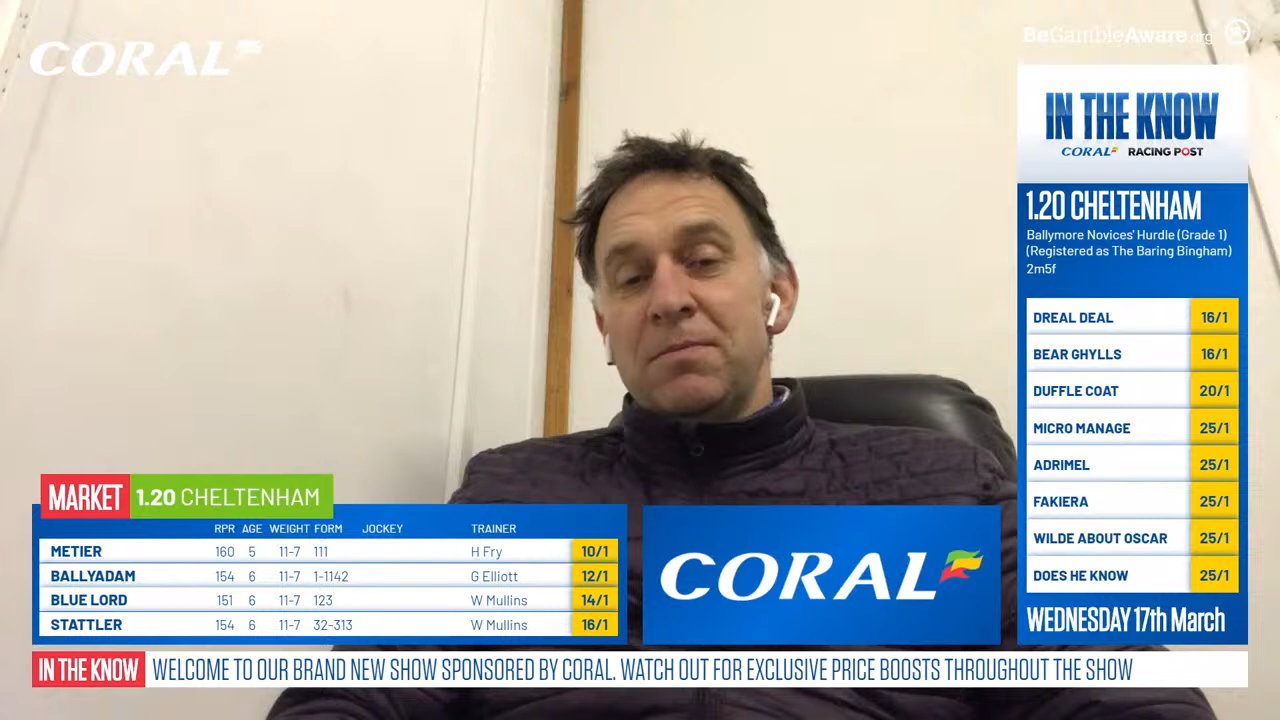 CORAL
BeGambleAware.org 18+
IN THE KNOW
CORAL RACING POST
1.20 CHELTENHAM
Ballymore Novices' Hurdle (Grade 1)
(Registered as The Baring Bingham)
2m5f
DREAL DEAL 16/1
BEAR GHYLLS 16/1
DUFFLE COAT 20/1
MICRO MANAGE 25/1
ADRIMEL 25/1
FAKIERA 25/1
WILDE ABOUT OSCAR 25/1
DOES HE KNOW 25/1
WEDNESDAY 17th March
MARKET 1.20 CHELTENHAM
RPR AGE WEIGHT FORM JOCKEY TRAINER
METIER 160 5 11-7 111 H Fry 10/1
BALLYADAM 154 6 11-7 1-1142 G Elliott 12/1
BLUE LORD 151 6 11-7 123 W Mullins 14/1
STATTLER 154 6 11-7 32-313 W Mullins 16/1
CORAL
IN THE KNOW WELCOME TO OUR BRAND NEW SHOW SPONSORED BY CORAL. WATCH OUT FOR EXCLUSIVE PRICE BOOSTS THROUGHOUT THE SHOW